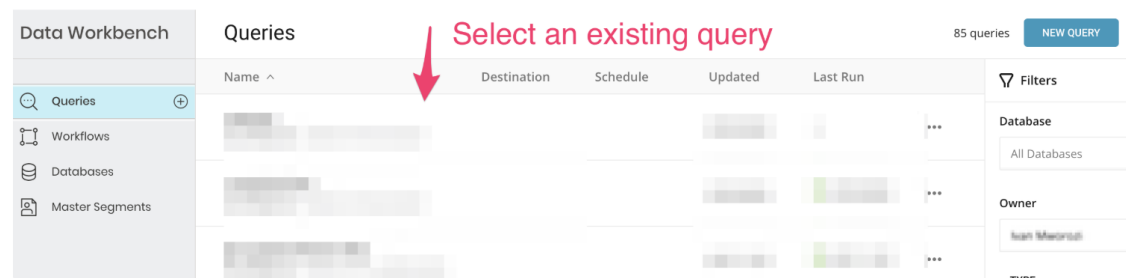 Data Workbench
Queries
Select an existing query
85 queries
NEW QUERY
Name
Destination
Schedule
Updated
Last Run
Filters
Queries
Workflows
Databases
Master Segments
Database
All Databases
Owner